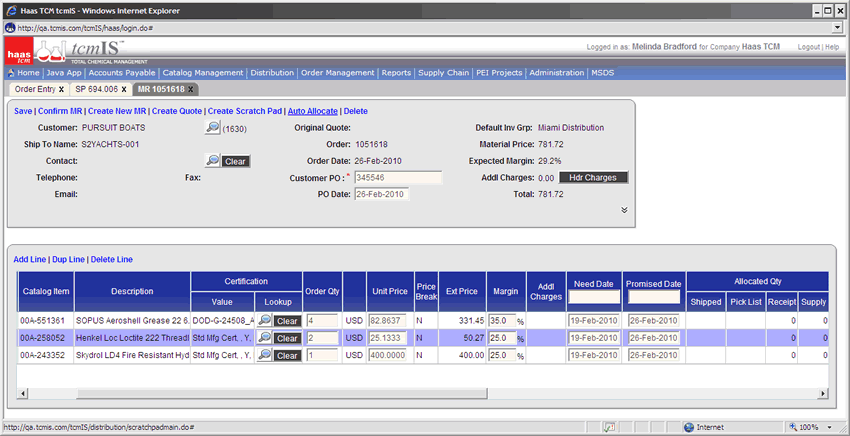 Haas TCM tcmIS - Windows Internet Explorer
http://qa.tcmis.com/tcmIS/haas/login.do#
haas tcm tcmIS TOTAL CHEMICAL MANAGEMENT Logged in as: Melinda Bradford for Company Haas TCM Logout | Help
Home | Java App | Accounts Payable | Catalog Management | Distribution | Order Management | Reports | Supply Chain | PEI Projects | Administration | MSDS
Order Entry x SP 694.006 x MR 1051618 x
Save | Confirm MR | Create New MR | Create Quote | Create Scratch Pad | Auto Allocate | Delete
Customer: PURSUIT BOATS (1630) Original Quote: Default Inv Grp: Miami Distribution
Ship To Name: S2YACHTS-001 Order: 1051618 Material Price: 781.72
Contact: Clear Order Date: 26-Feb-2010 Expected Margin: 29.2%
Telephone: Fax: Customer PO :* 345546 Addl Charges: 0.00 Hdr Charges
Email: PO Date: 26-Feb-2010 Total: 781.72
Add Line | Dup Line | Delete Line
Catalog Item Description Certification Value Lookup Order Qty Unit Price Price Break Ext Price Margin Addl Charges Need Date Promised Date Allocated Qty Shipped Pick List Receipt Supply
00A-551361 SOPUS Aeroshell Grease 22 6. DOD-G-24508_A Clear 4 USD 82.8637 N 331.45 35.0 % 19-Feb-2010 26-Feb-2010 0 0
00A-258052 Henkel Loc Loctite 222 Threadl Std Mfg Cert, , Y, Clear 2 USD 25.1333 N 50.27 25.0 % 19-Feb-2010 26-Feb-2010 0 0
00A-243352 Skydrol LD4 Fire Resistant Hyd Std Mfg Cert, , Y, Clear 1 USD 400.0000 N 400.00 25.0 % 19-Feb-2010 26-Feb-2010 0 0
http://qa.tcmis.com/tcmIS/distribution/scratchpadmain.do# Internet 100%